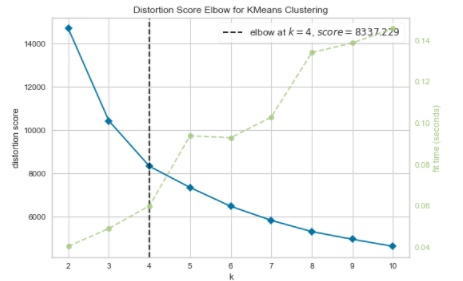 Distortion Score Elbow for KMeans Clustering
elbow at k = 4, score = 8337.229
14000
12000
10000
8000
6000
distortion score
0.14
0.12
0.10
0.08
0.06
0.04
fit time (seconds)
2 3 4 5 6 7 8 9 10
k